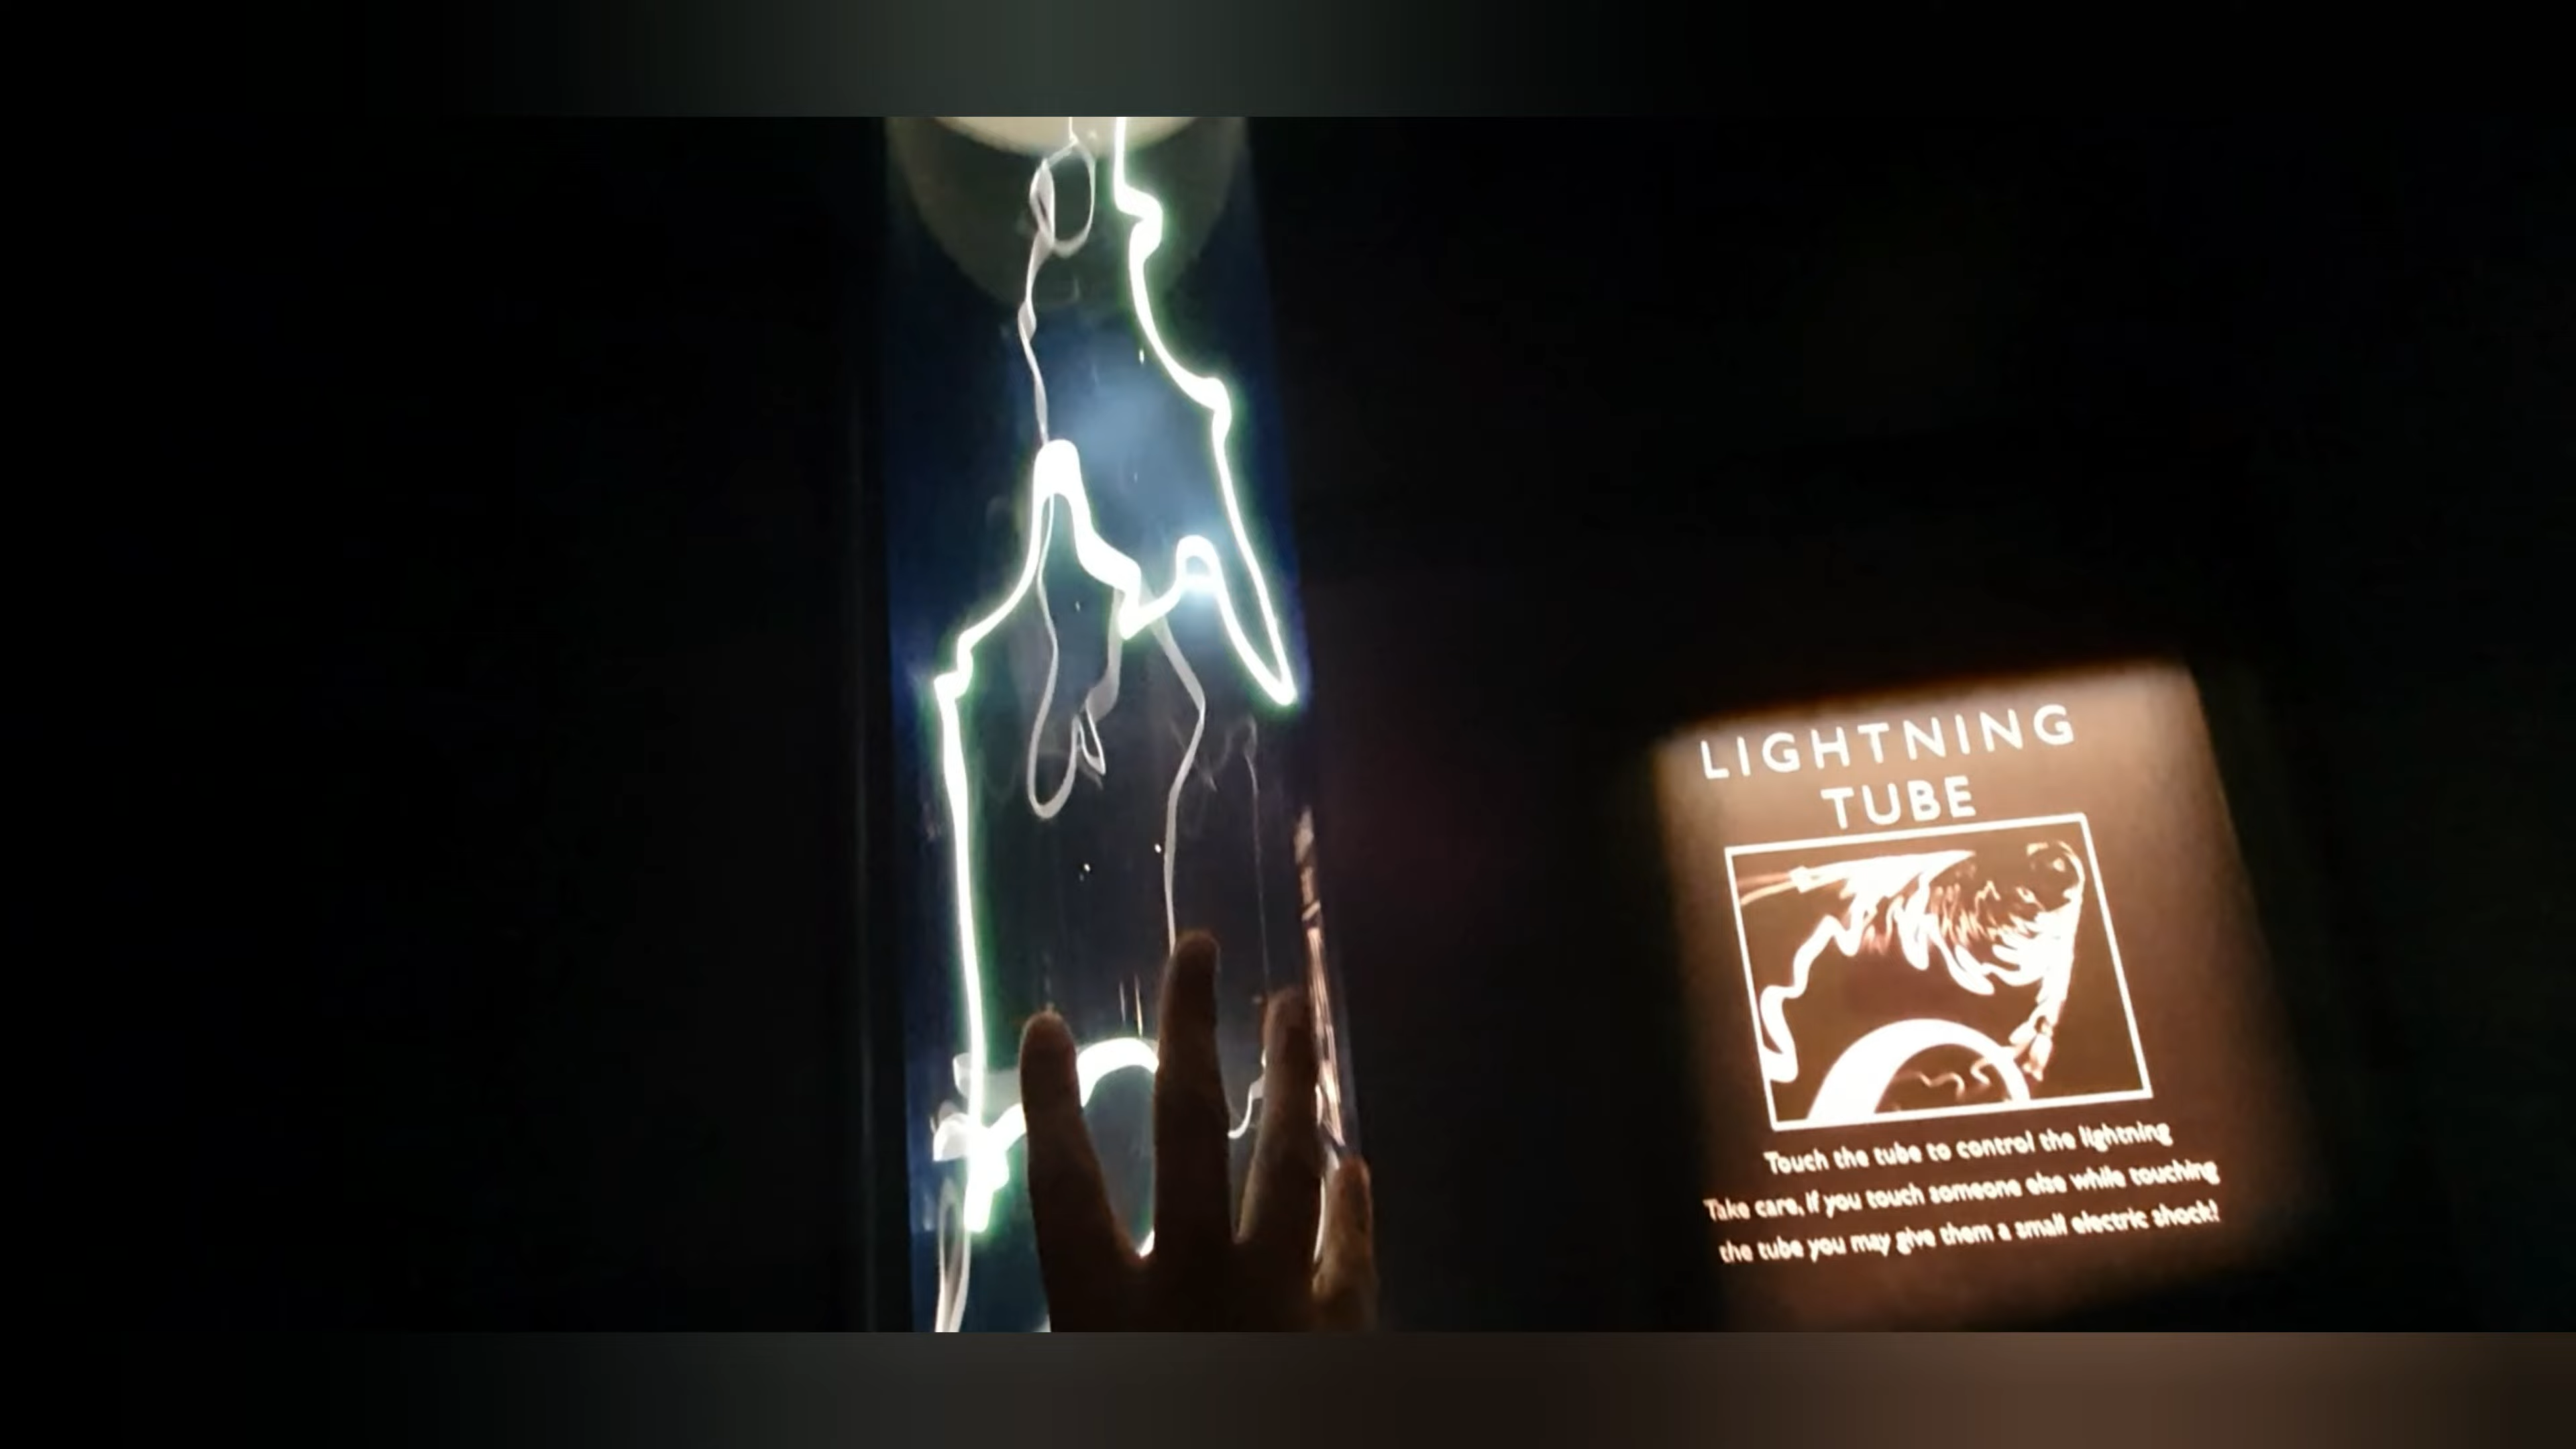 LIGHTNING
TUBE
Touch the tube to control the lightning
Take care, if you touch someone else while touching
the tube you may give them a small electric shock!